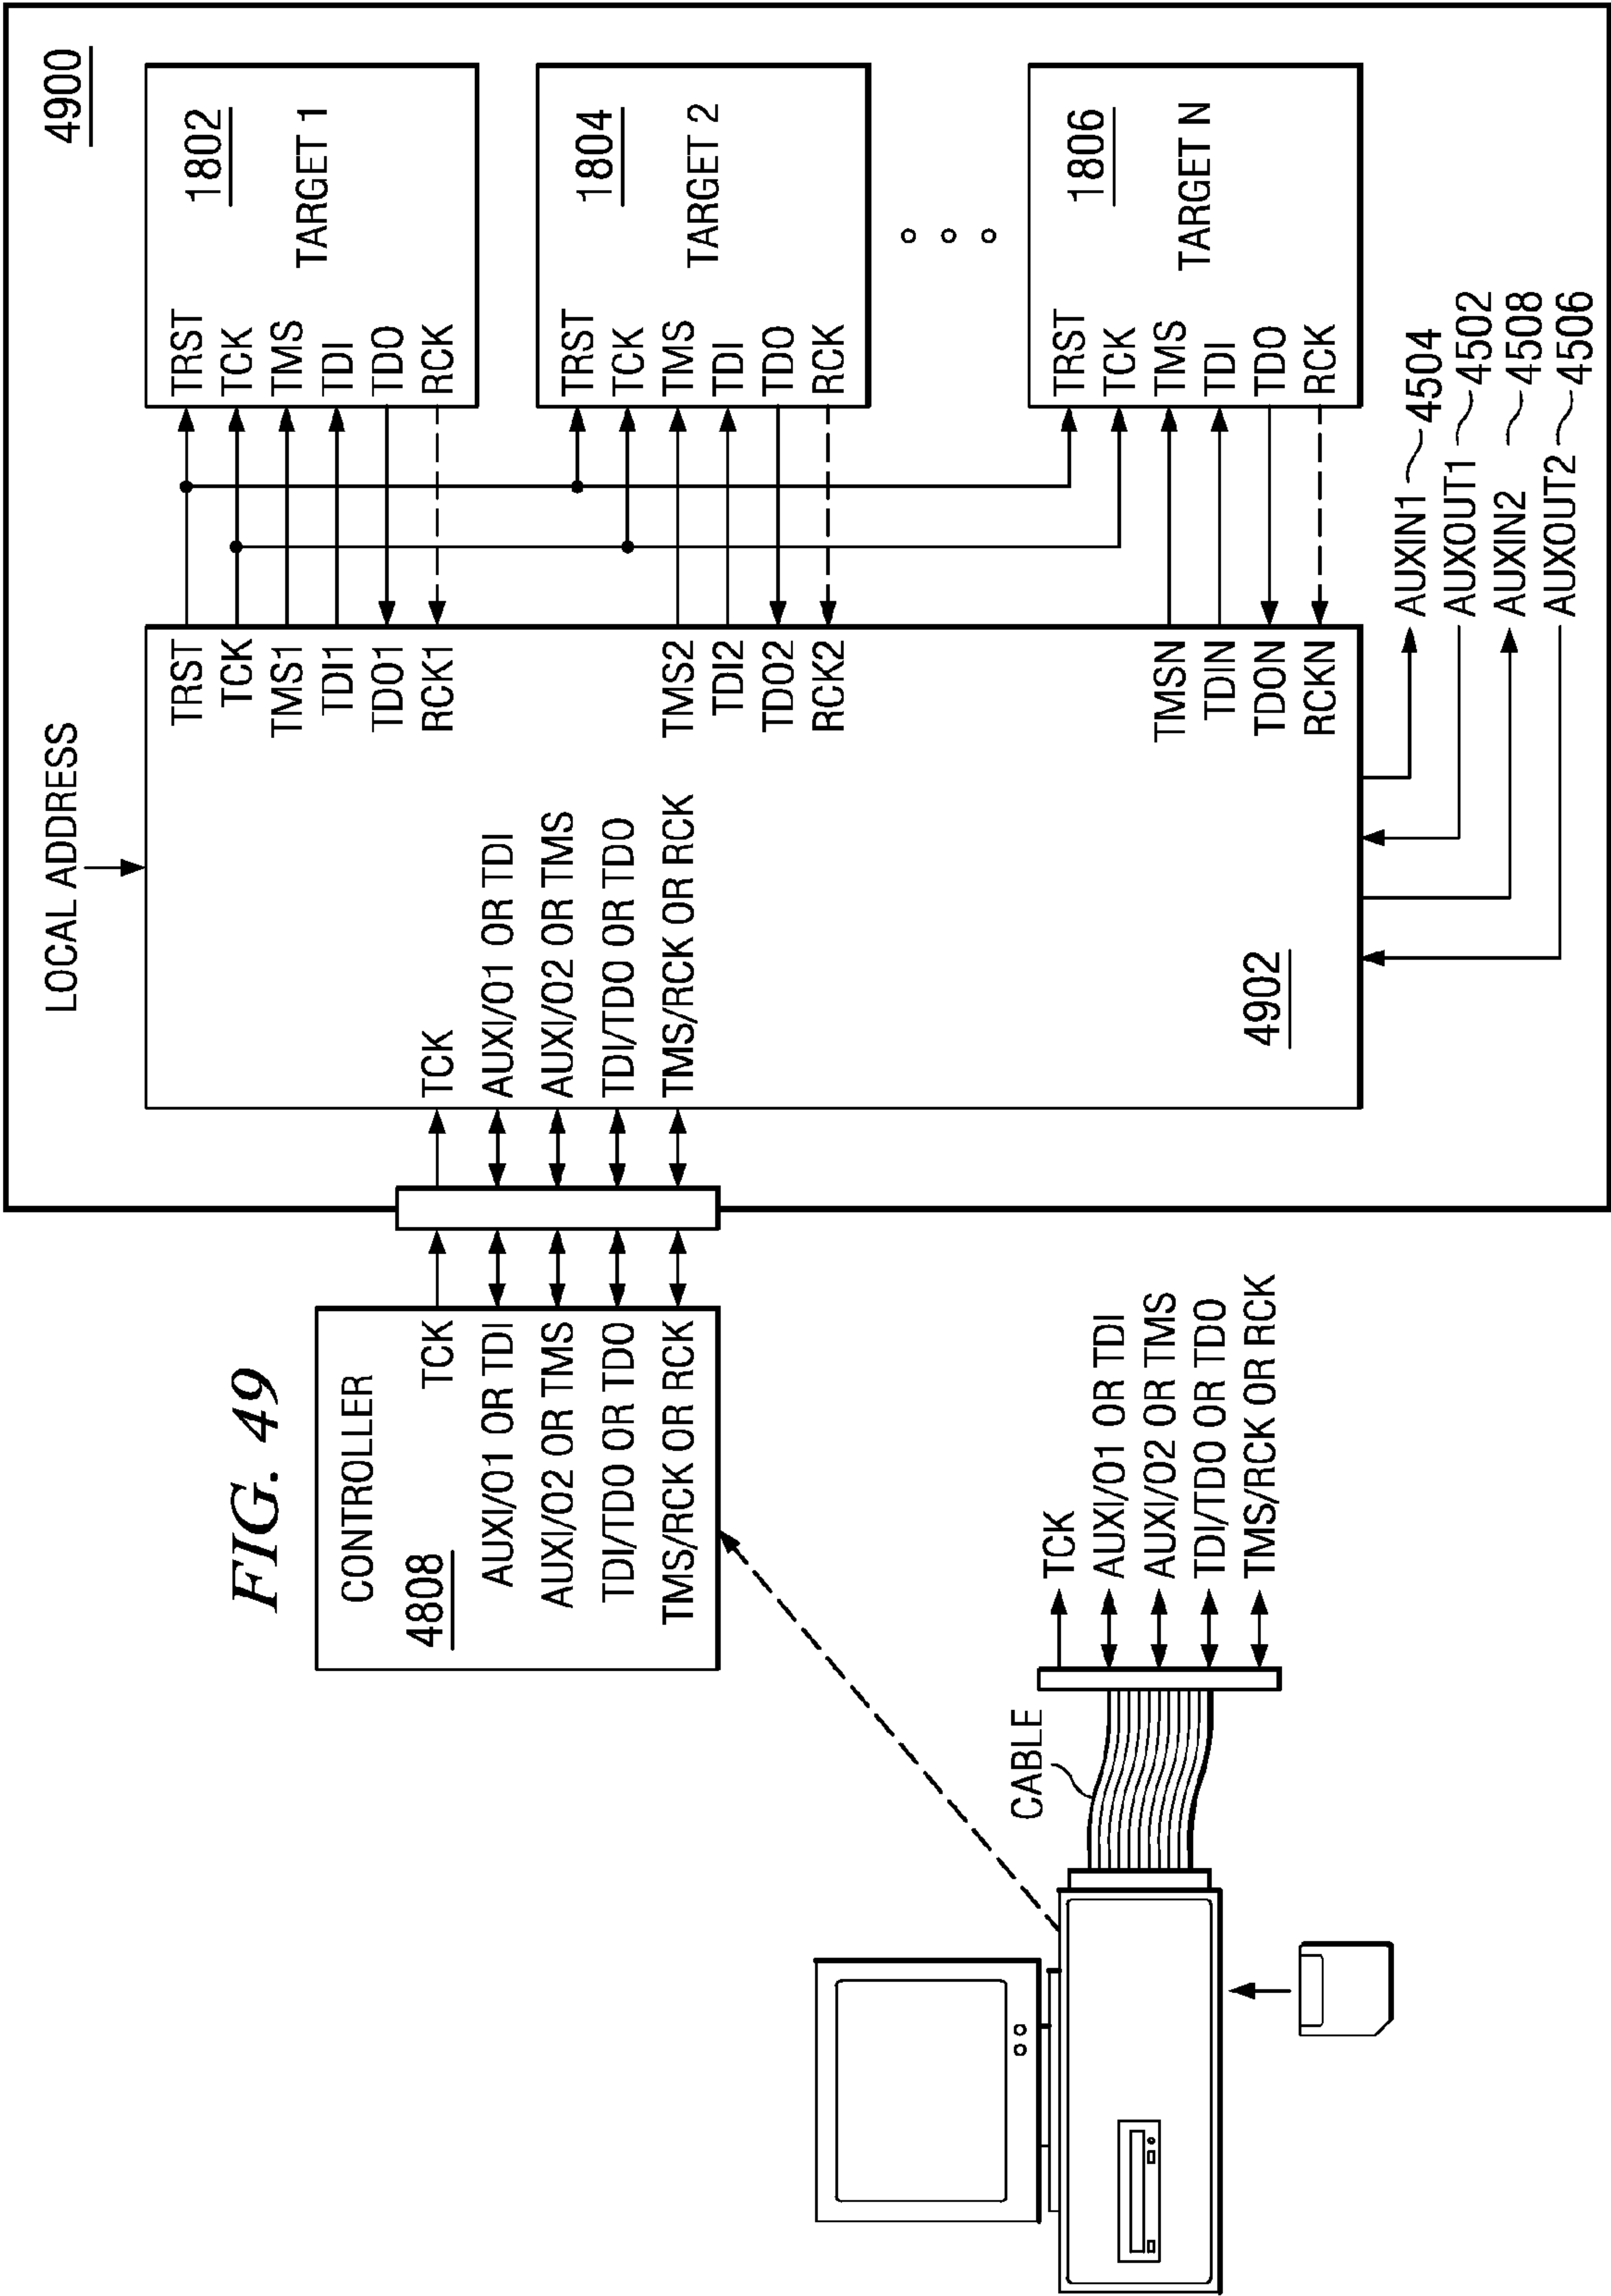 FIG. 49
4900
LOCAL ADDRESS
CONTROLLER
4808
TCK
AUXI/O1 OR TDI
AUXI/O2 OR TMS
TDI/TDO OR TDO
TMS/RCK OR RCK
TCK
AUXI/O1 OR TDI
AUXI/O2 OR TMS
TDI/TDO OR TDO
TMS/RCK OR RCK
4902
TRST
TCK
TMS1
TDI1
TDO1
RCK1
TMS2
TDI2
TDO2
RCK2
TMSN
TDIN
TDON
RCKN
TRST
TCK
TMS
TDI
TDO
RCK
1802
TARGET 1
TRST
TCK
TMS
TDI
TDO
RCK
1804
TARGET 2
TRST
TCK
TMS
TDI
TDO
RCK
1806
TARGET N
AUXIN1 4504
AUXOUT1 4502
AUXIN2 4508
AUXOUT2 4506
CABLE
TCK
AUXI/O1 OR TDI
AUXI/O2 OR TMS
TDI/TDO OR TDO
TMS/RCK OR RCK